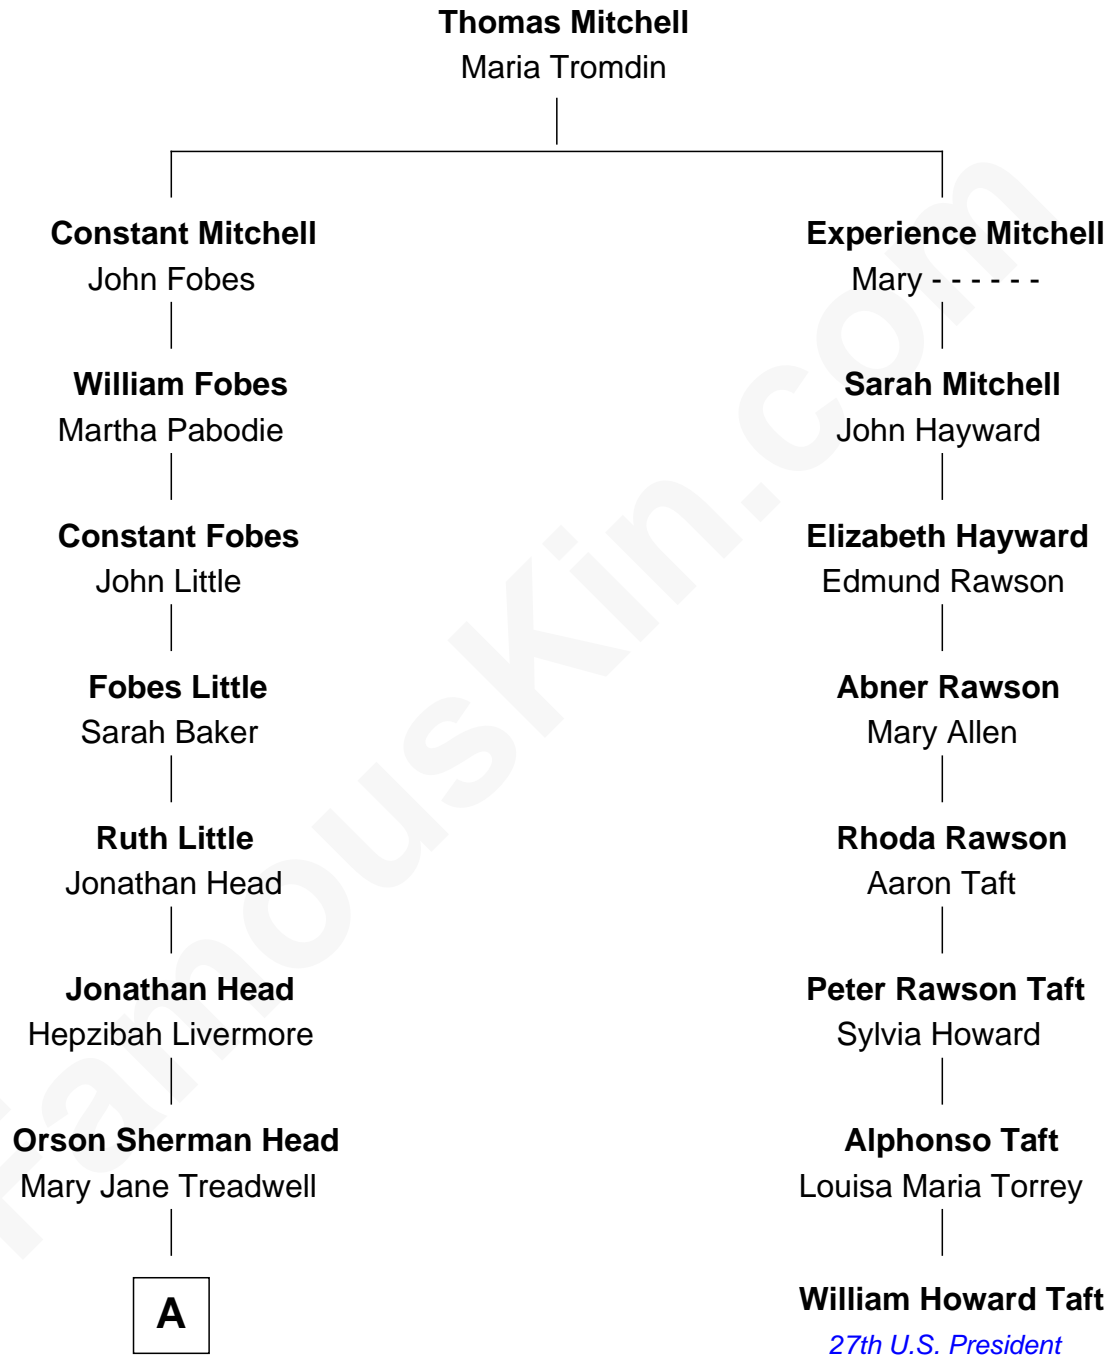 Thomas Mitchell
Maria Tromdin
Constant Mitchell
John Fobes
Experience Mitchell
Mary - - - - - -
William Fobes
Martha Pabodie
Sarah Mitchell
John Hayward
Constant Fobes
John Little
Elizabeth Hayward
Edmund Rawson
Fobes Little
Sarah Baker
Abner Rawson
Mary Allen
Ruth Little
Jonathan Head
Rhoda Rawson
Aaron Taft
Jonathan Head
Hepzibah Livermore
Peter Rawson Taft
Sylvia Howard
Orson Sherman Head
Mary Jane Treadwell
Alphonso Taft
Louisa Maria Torrey
A
William Howard Taft
27th U.S. President
FamousKin.com